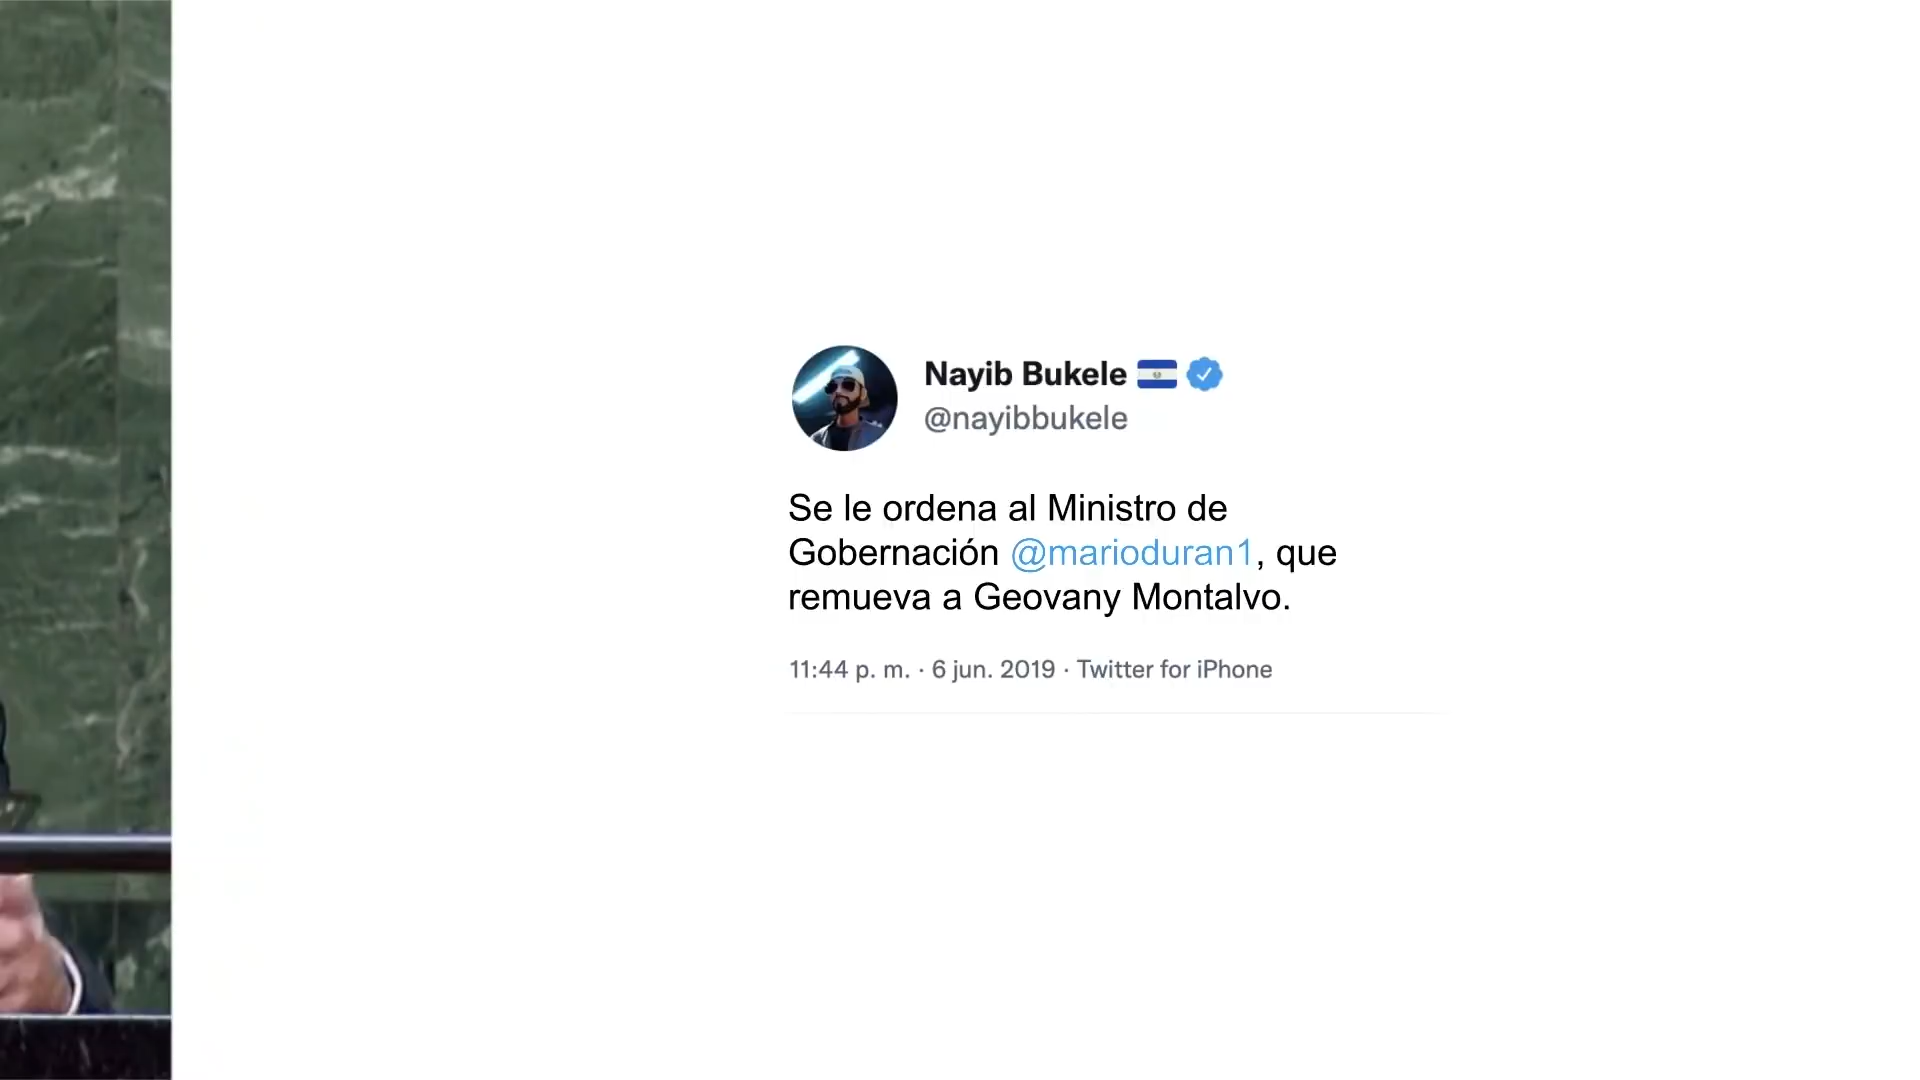 Nayib Bukele
@nayibbukele
Se le ordena al Ministro de
Gobernación @marioduran1, que
remueva a Geovany Montalvo.
11:44 p. m. · 6 jun. 2019 · Twitter for iPhone